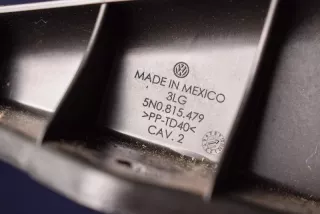 MADE IN MEXICO
3LG
5N0.815.479
>PP-TD40<
CAV. 2